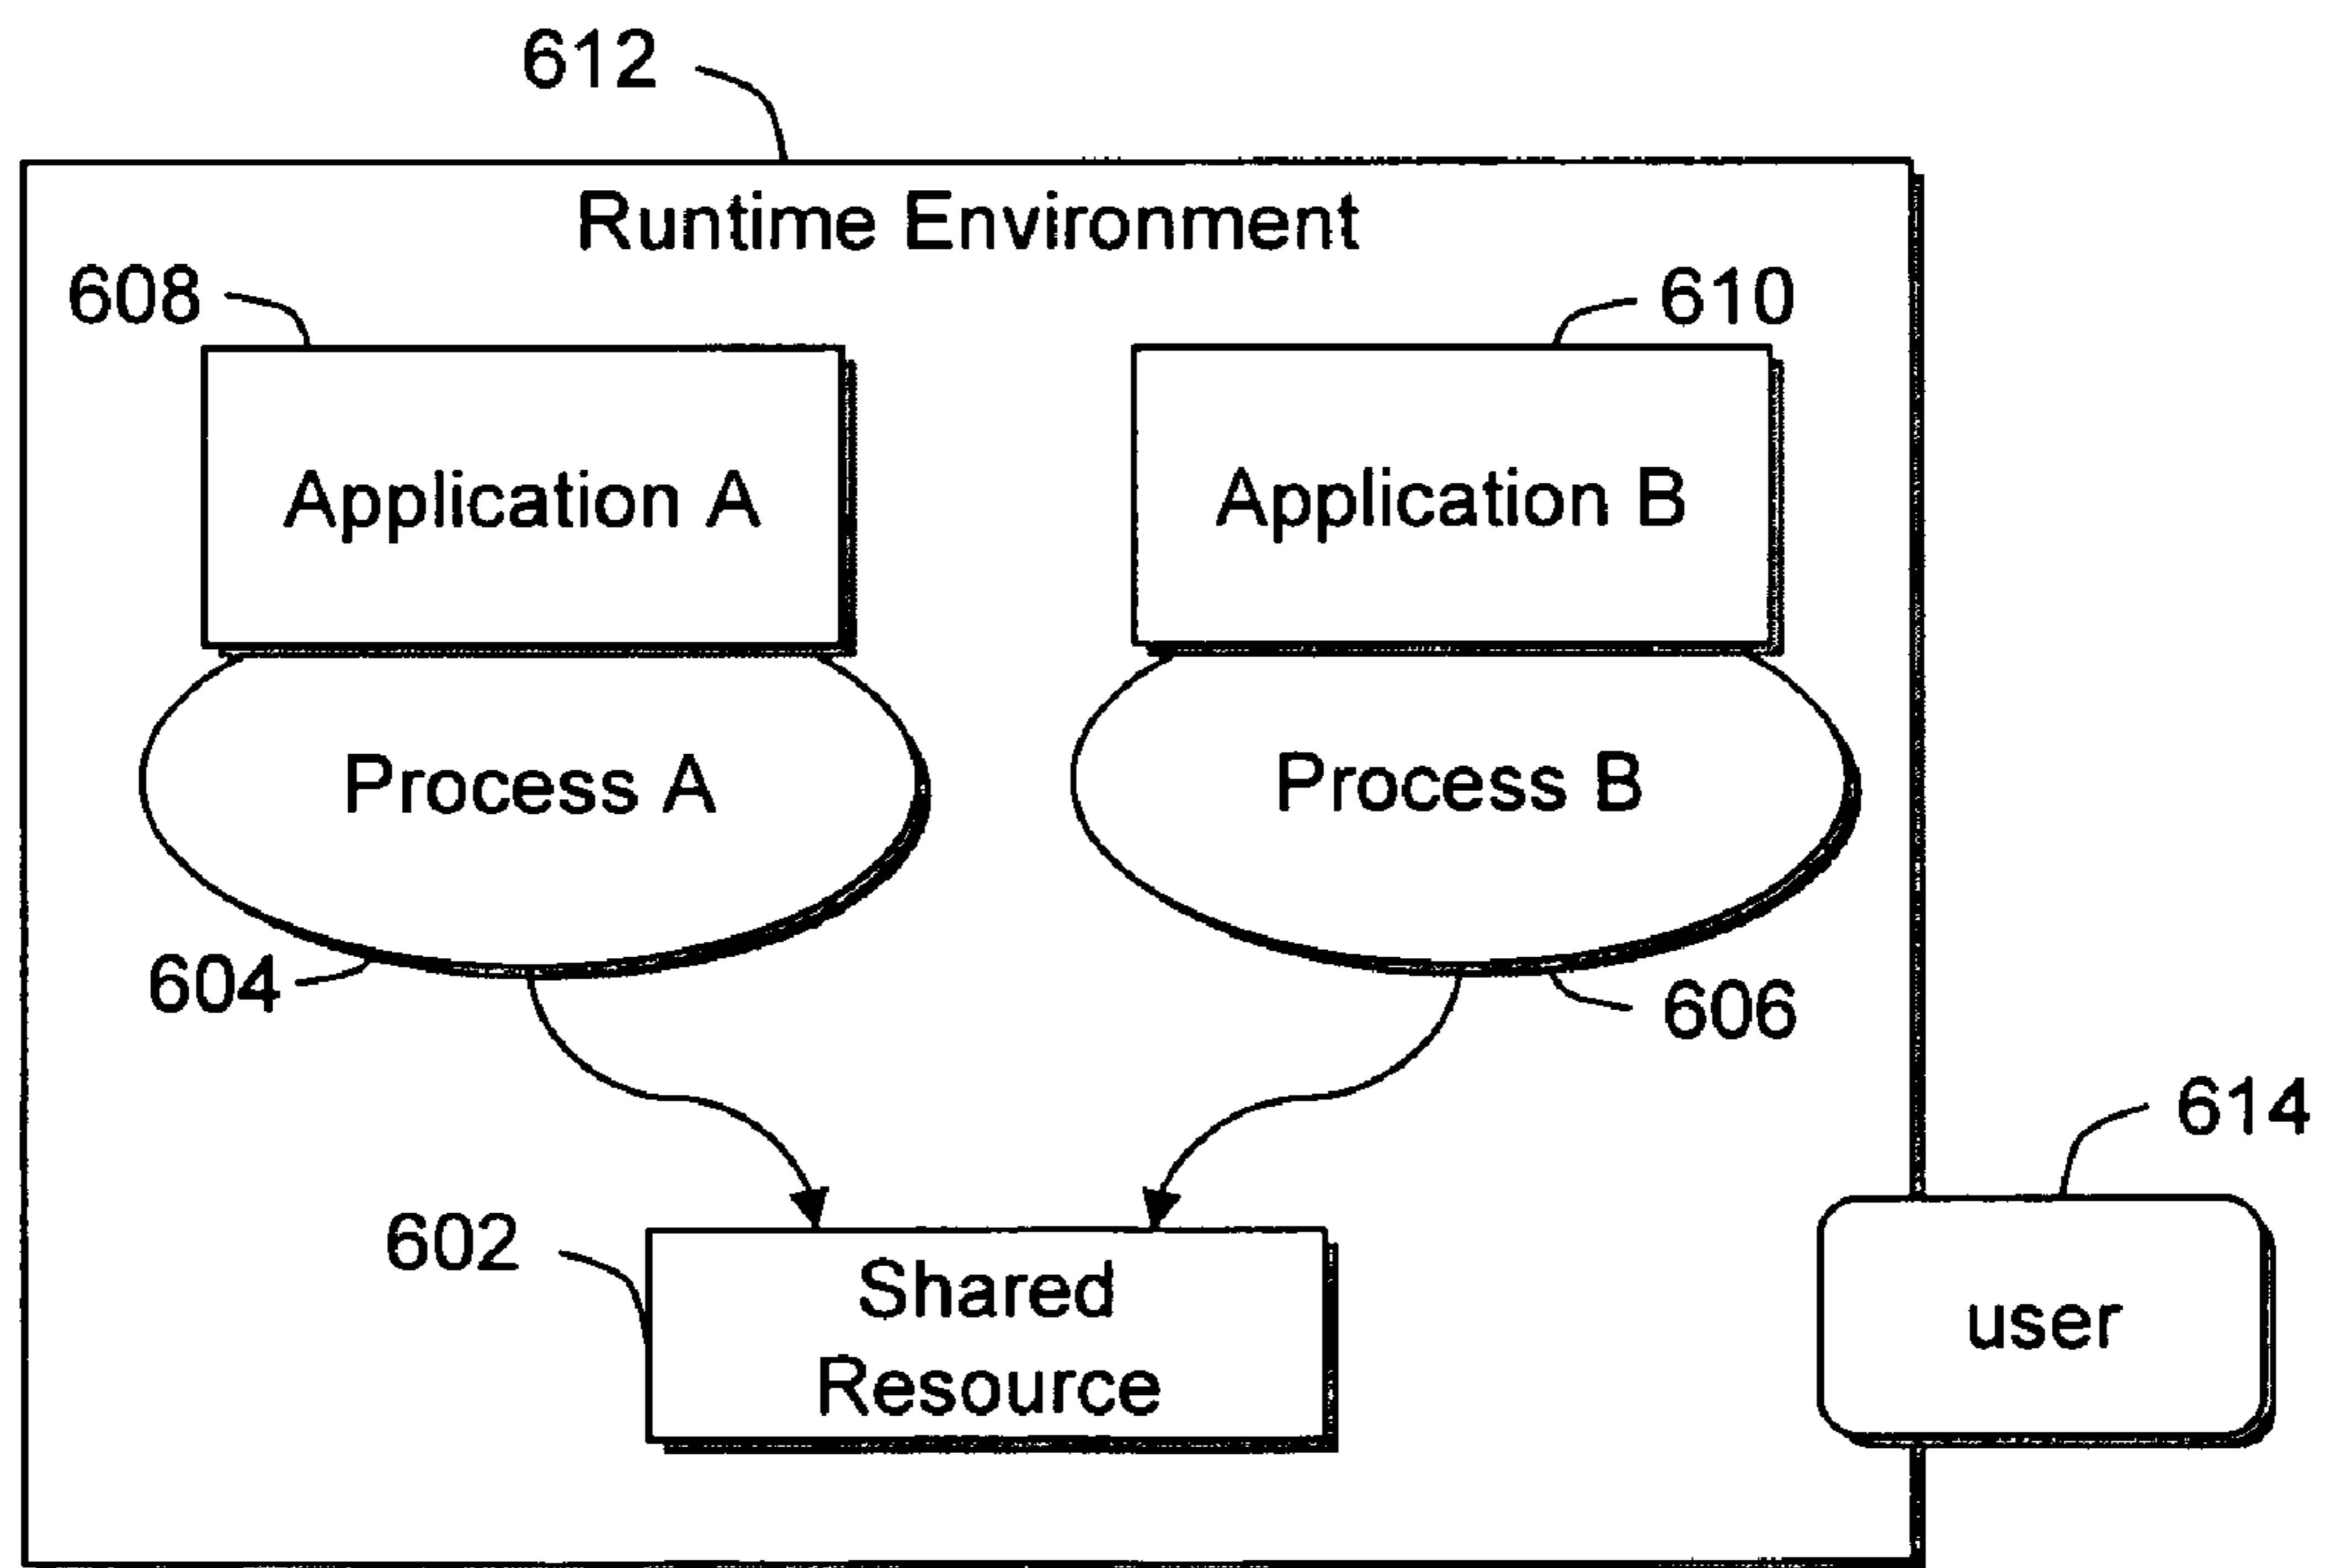 612
Runtime Environment
608
610
Application A
Application B
Process A
Process B
604
606
614
602
Shared
Resource
user